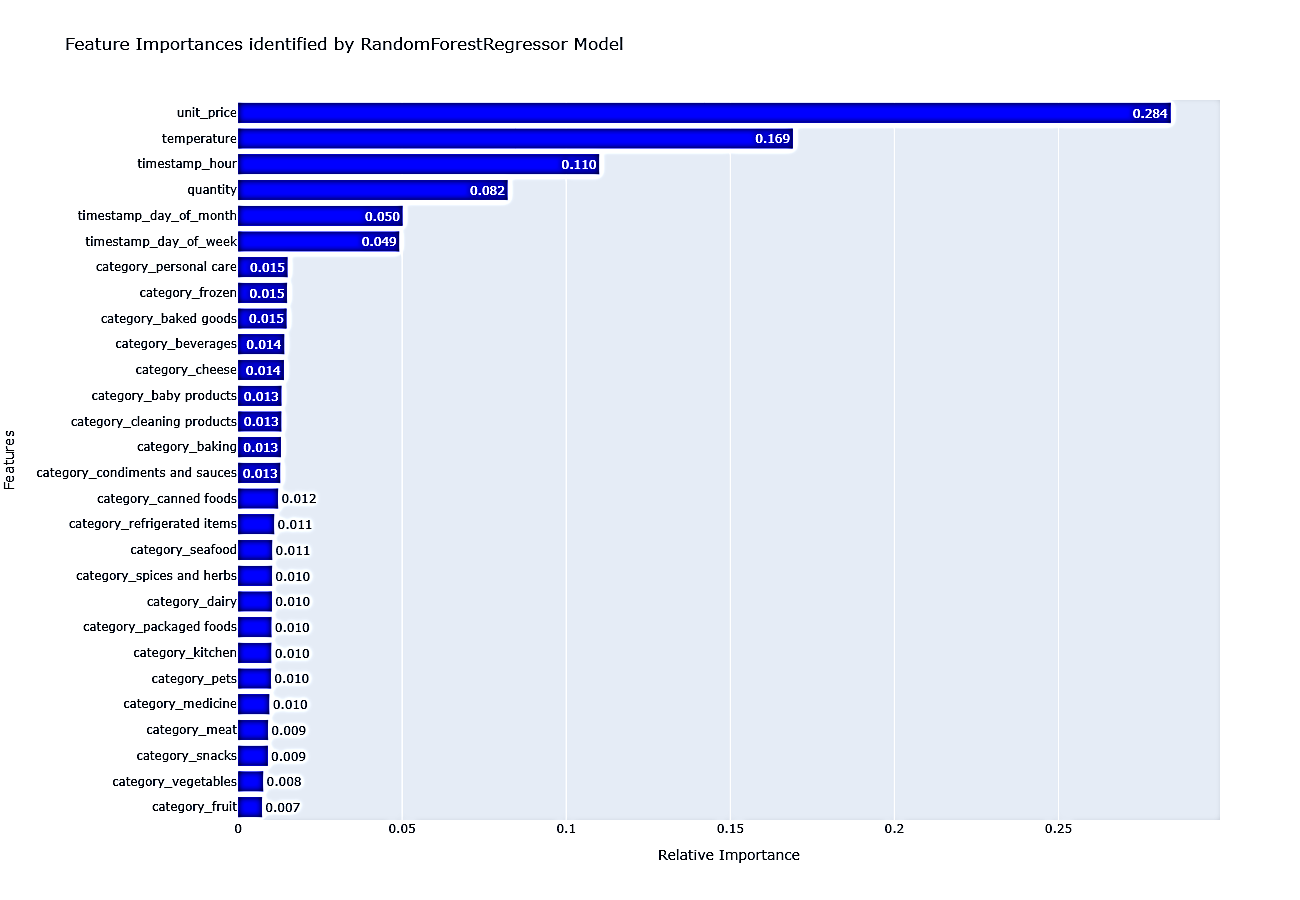 Feature Importances identified by RandomForestRegressor Model
unit_price 0.284
temperature 0.169
timestamp_hour 0.110
quantity 0.082
timestamp_day_of_month 0.050
timestamp_day_of_week 0.049
category_personal care 0.015
category_frozen 0.015
category_baked goods 0.015
category_beverages 0.014
category_cheese 0.014
category_baby products 0.013
category_cleaning products 0.013
category_baking 0.013
category_condiments and sauces 0.013
category_canned foods 0.012
category_refrigerated items 0.011
category_seafood 0.011
category_spices and herbs 0.010
category_dairy 0.010
category_packaged foods 0.010
category_kitchen 0.010
category_pets 0.010
category_medicine 0.010
category_meat 0.009
category_snacks 0.009
category_vegetables 0.008
category_fruit 0.007
Features
0 0.05 0.1 0.15 0.2 0.25
Relative Importance